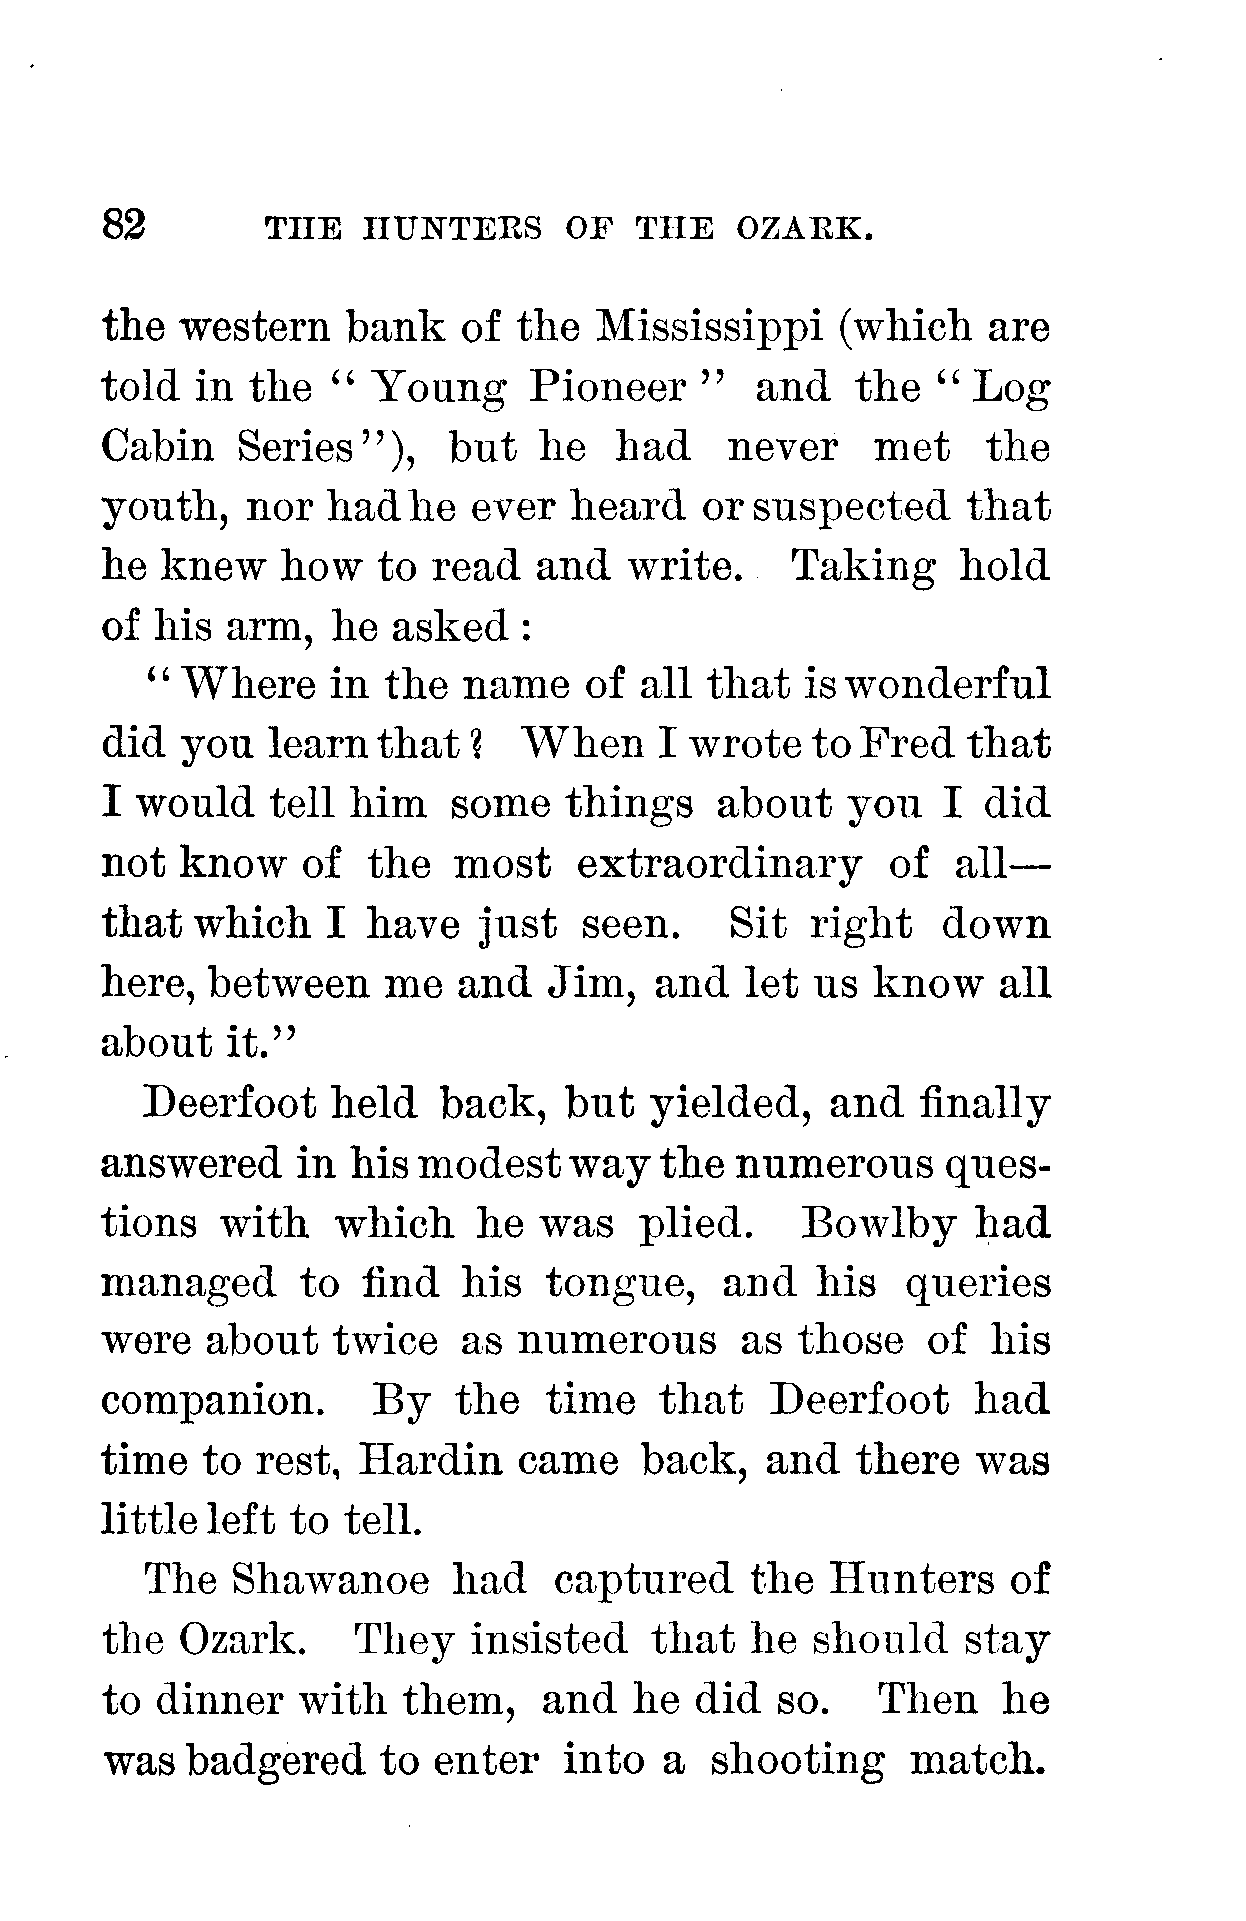 82 THE HUNTERS OF THE OZARK.
the western bank of the Mississippi (which are
told in the “ Young Pioneer ” and the “ Log
Cabin Series”), but he had never met the
youth, nor had he ever heard or suspected that
he knew how to read and write. Taking hold
of his arm, he asked :
“ Where in the name of all that is wonderful
did you learn that? When I wrote to Fred that
I would tell him some things about you I did
not know of the most extraordinary of all—
that which I have just seen. Sit right down
here, between me and Jim, and let us know all
about it.”
Deerfoot held back, but yielded, and finally
answered in his modest way the numerous ques-
tions with which he was plied. Bowlby had
managed to find his tongue, and his queries
were about twice as numerous as those of his
companion. By the time that Deerfoot had
time to rest, Hardin came back, and there was
little left to tell.
The Shawanoe had captured the Hunters of
the Ozark. They insisted that he should stay
to dinner with them, and he did so. Then he
was badgered to enter into a shooting match.